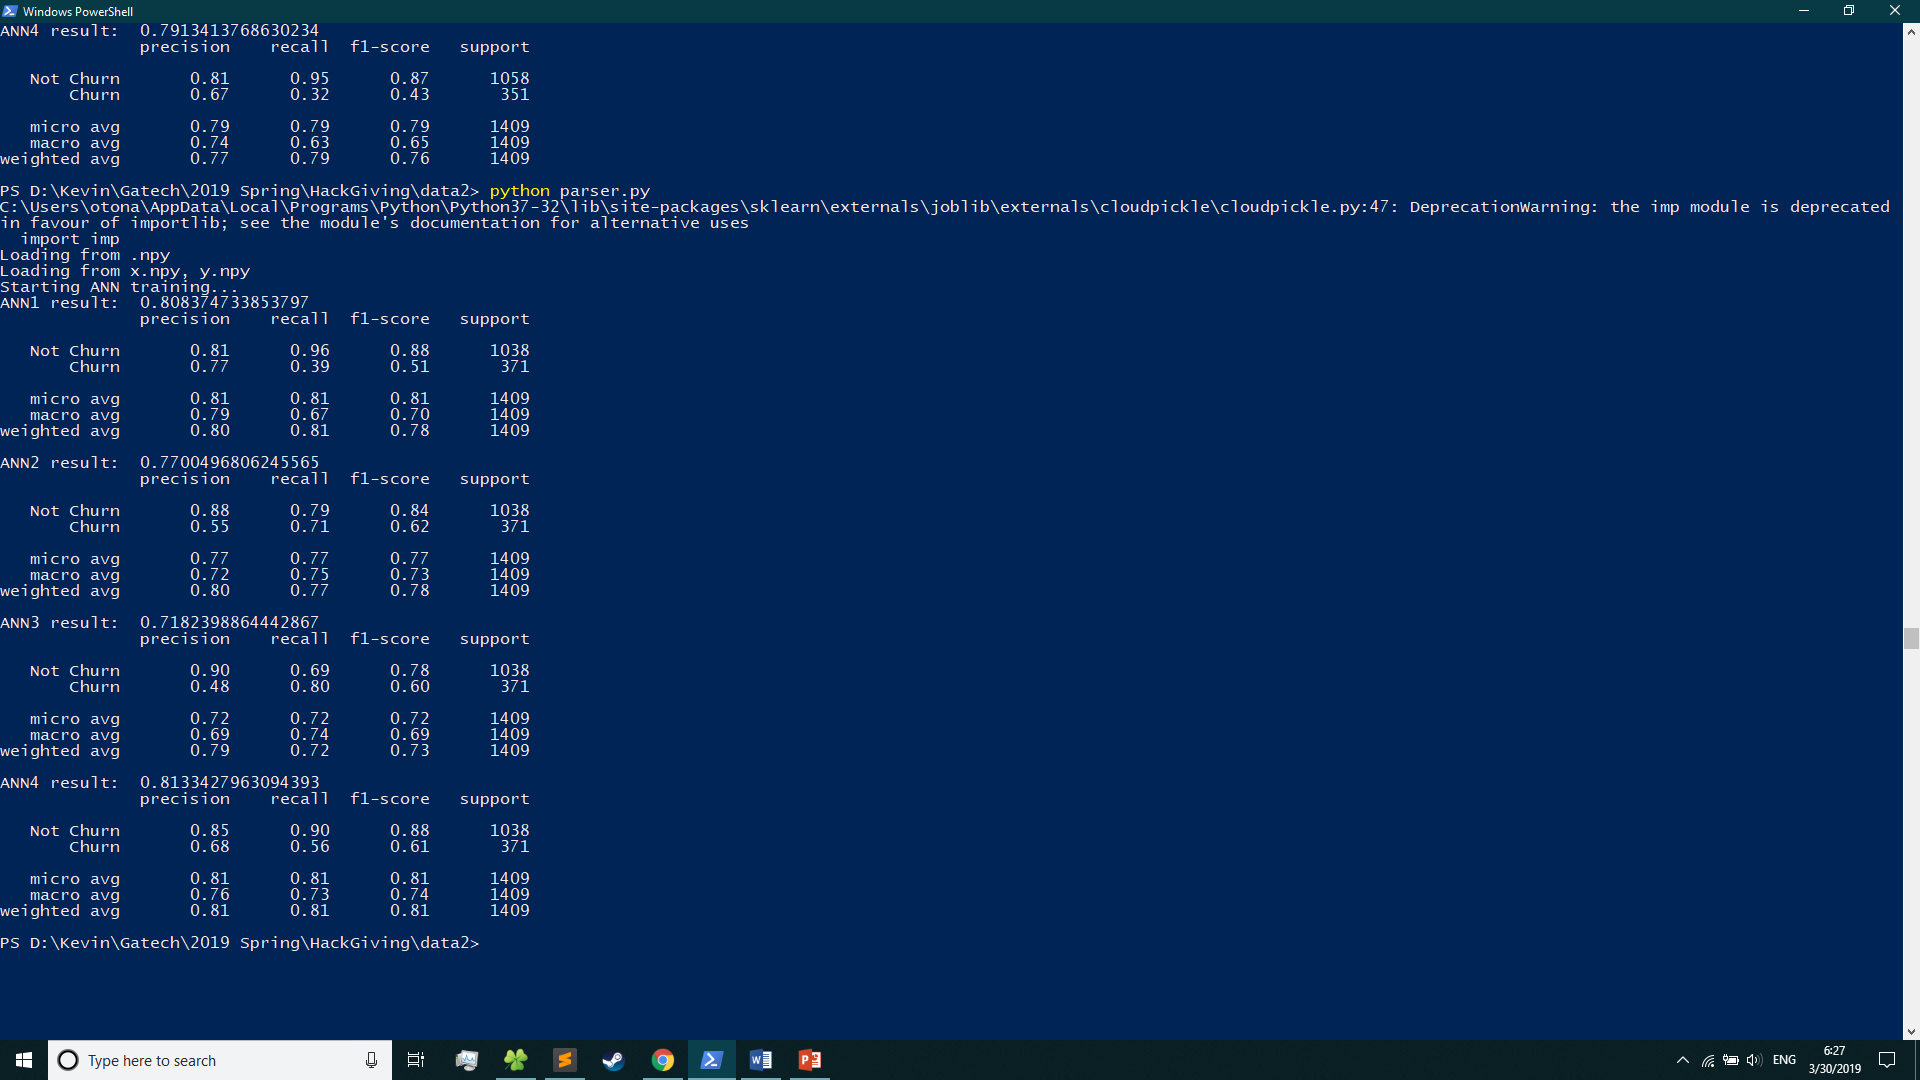 Windows PowerShell
ANN4 result:  0.7913413768630234
              precision    recall  f1-score   support

   Not Churn       0.81      0.95      0.87      1058
       Churn       0.67      0.32      0.43       351

   micro avg       0.79      0.79      0.79      1409
   macro avg       0.74      0.63      0.65      1409
weighted avg       0.77      0.79      0.76      1409

PS D:\Kevin\Gatech\2019 Spring\HackGiving\data2> python parser.py
C:\Users\otona\AppData\Local\Programs\Python\Python37-32\lib\site-packages\sklearn\externals\joblib\externals\cloudpickle\cloudpickle.py:47: DeprecationWarning: the imp module is deprecated
in favour of importlib; see the module's documentation for alternative uses
  import imp
Loading from .npy
Loading from x.npy, y.npy
Starting ANN training...
ANN1 result:  0.808374733853797
              precision    recall  f1-score   support

   Not Churn       0.81      0.96      0.88      1038
       Churn       0.77      0.39      0.51       371

   micro avg       0.81      0.81      0.81      1409
   macro avg       0.79      0.67      0.70      1409
weighted avg       0.80      0.81      0.78      1409

ANN2 result:  0.7700496806245565
              precision    recall  f1-score   support

   Not Churn       0.88      0.79      0.84      1038
       Churn       0.55      0.71      0.62       371

   micro avg       0.77      0.77      0.77      1409
   macro avg       0.72      0.75      0.73      1409
weighted avg       0.80      0.77      0.78      1409

ANN3 result:  0.7182398864442867
              precision    recall  f1-score   support

   Not Churn       0.90      0.69      0.78      1038
       Churn       0.48      0.80      0.60       371

   micro avg       0.72      0.72      0.72      1409
   macro avg       0.69      0.74      0.69      1409
weighted avg       0.79      0.72      0.73      1409

ANN4 result:  0.8133427963094393
              precision    recall  f1-score   support

   Not Churn       0.85      0.90      0.88      1038
       Churn       0.68      0.56      0.61       371

   micro avg       0.81      0.81      0.81      1409
   macro avg       0.76      0.73      0.74      1409
weighted avg       0.81      0.81      0.81      1409

PS D:\Kevin\Gatech\2019 Spring\HackGiving\data2>
Type here to search
ENG
6:27
3/30/2019